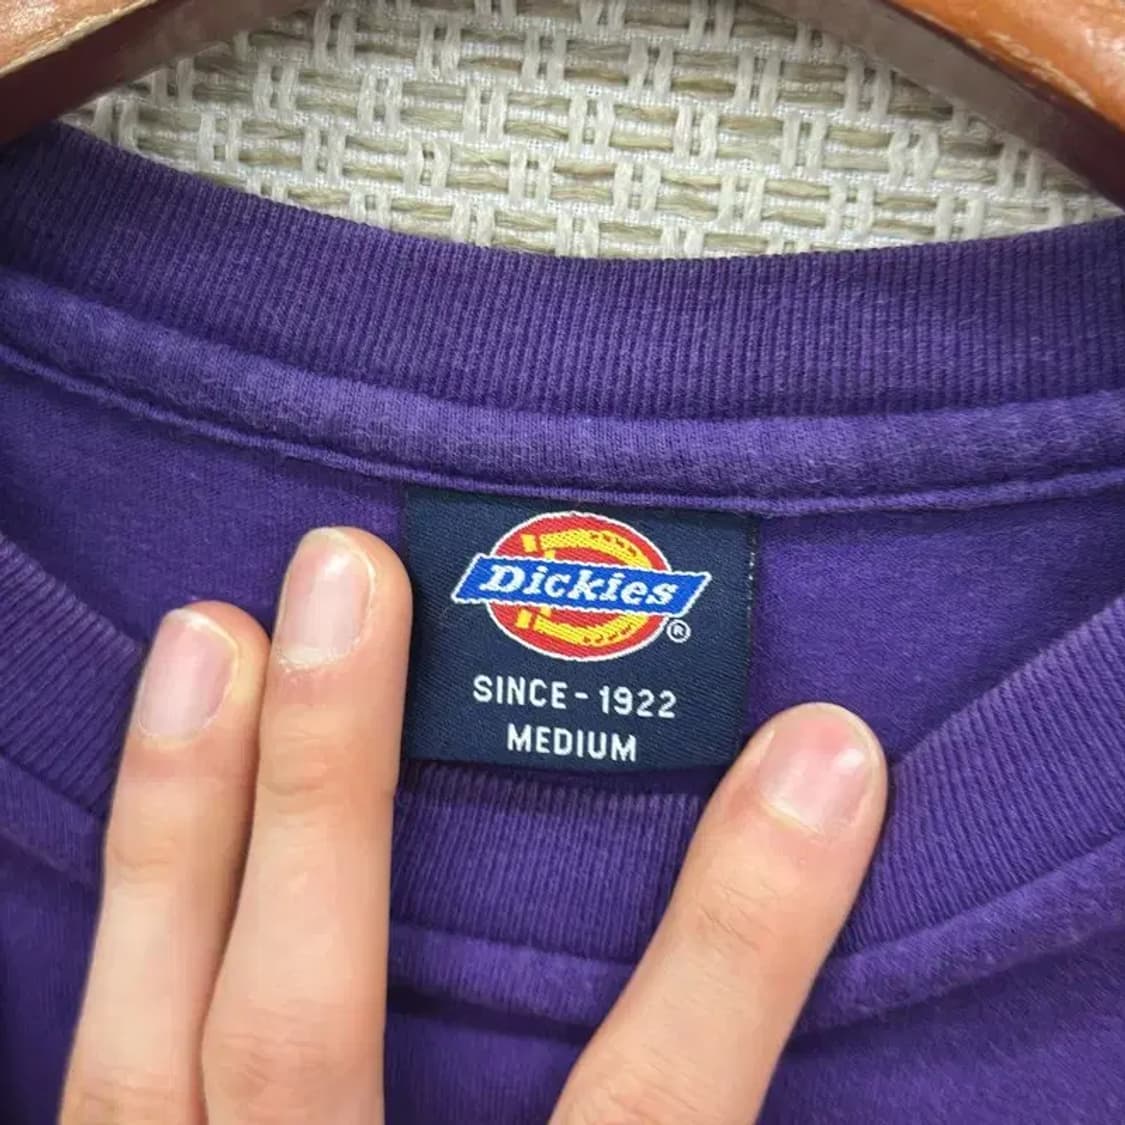 Dickies
®
SINCE - 1922
MEDIUM